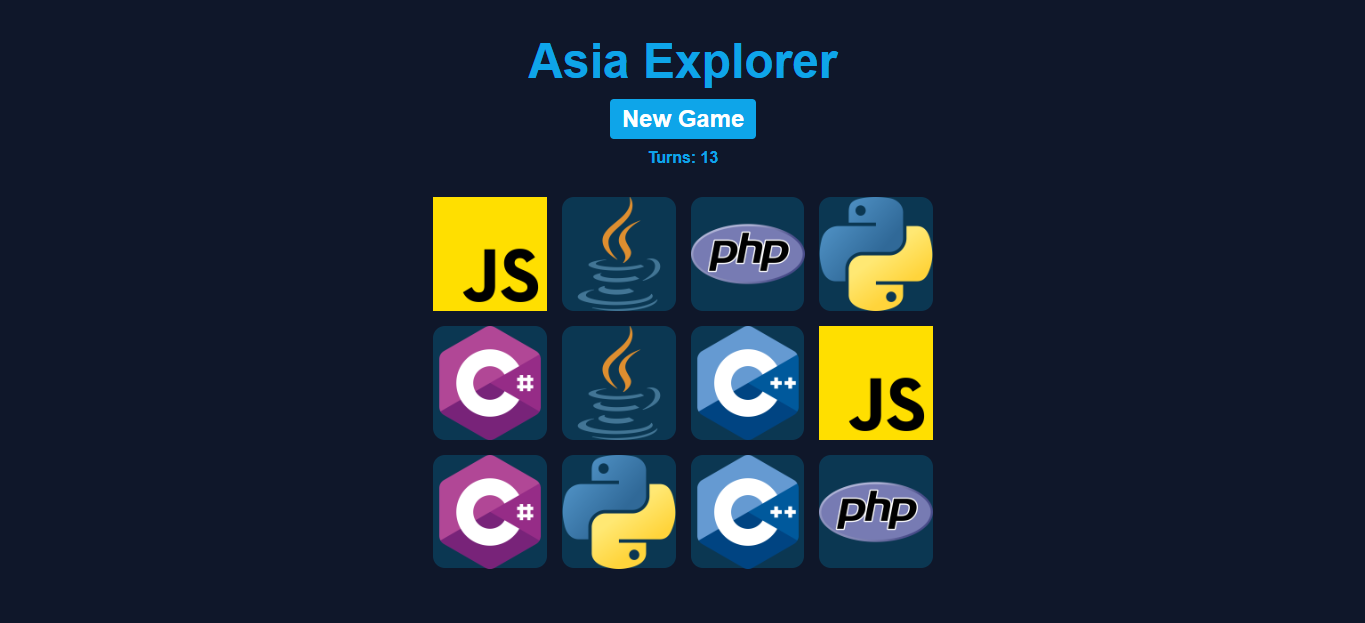 Asia Explorer
New Game
Turns: 13
JS
php
C#
C++
JS
C#
C++
php